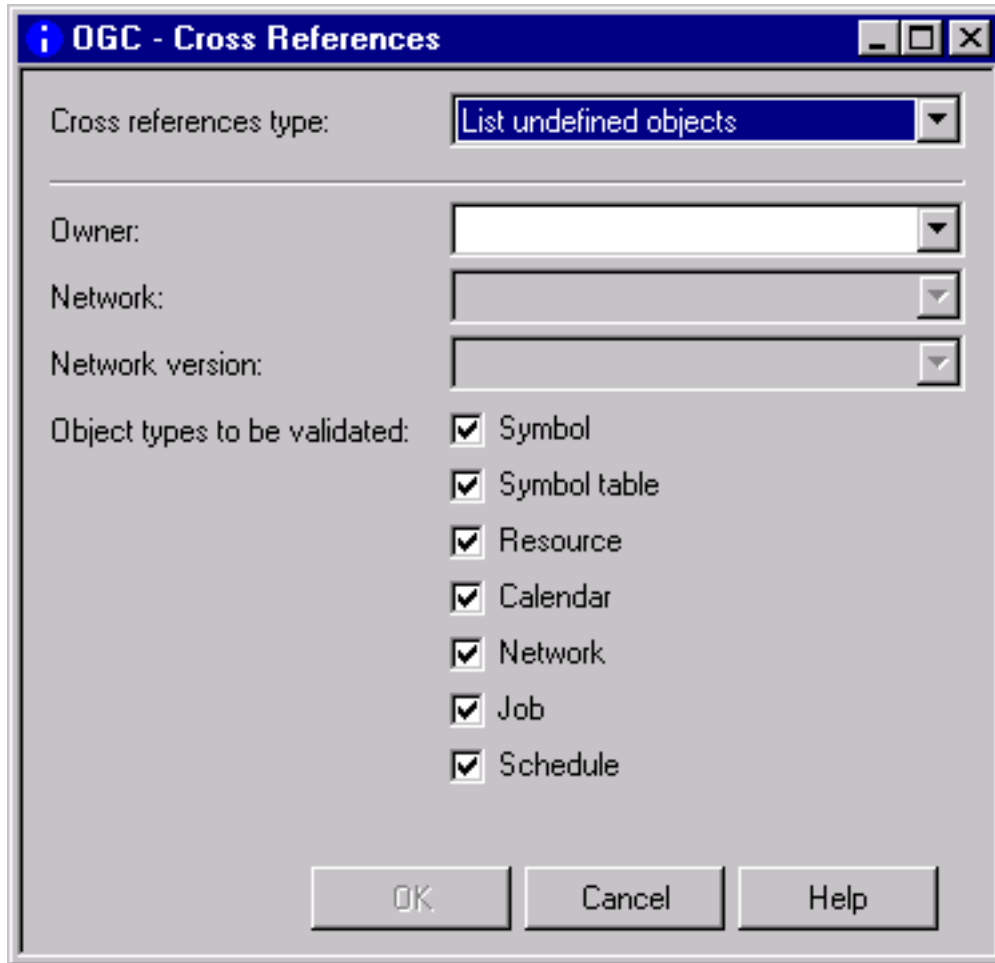 OGC - Cross References
Cross references type: List undefined objects
Owner:
Network:
Network version:
Object types to be validated: Symbol
Symbol table
Resource
Calendar
Network
Job
Schedule
OK Cancel Help